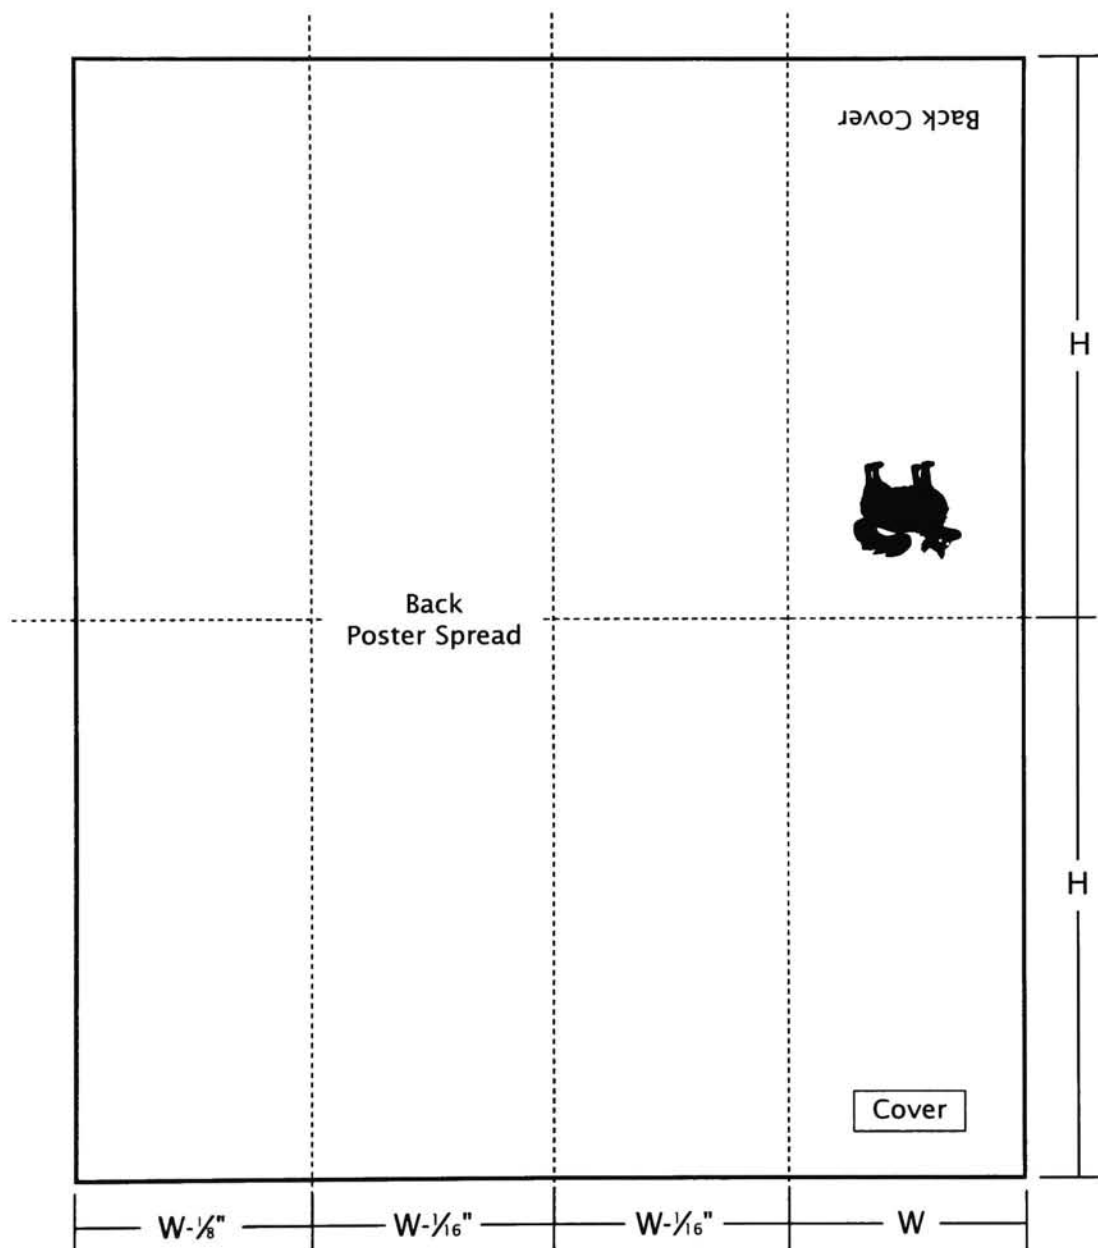 Back Cover
H
Back
Poster Spread
H
Cover
W-⅛"
W-1⁄16"
W-1⁄16"
W